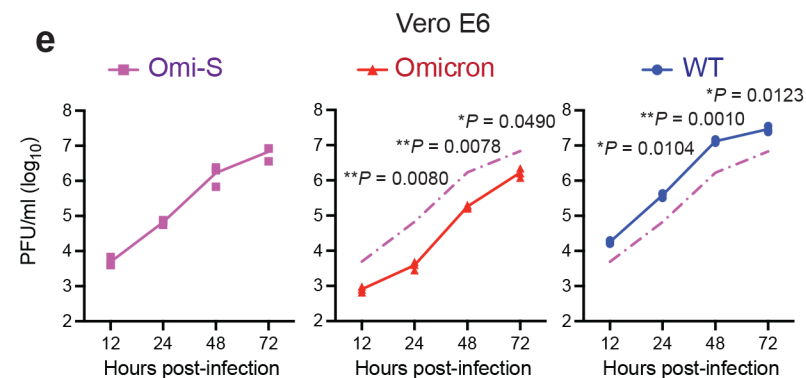 e
Vero E6
Omi-S
Omicron
WT
PFU/ml (log10)
8
7
6
5
4
3
2
12 24 48 72
Hours post-infection
8
7
6
5
4
3
2
**P = 0.0080
**P = 0.0078
*P = 0.0490
12 24 48 72
Hours post-infection
8
7
6
5
4
3
2
*P = 0.0104
**P = 0.0010
*P = 0.0123
12 24 48 72
Hours post-infection